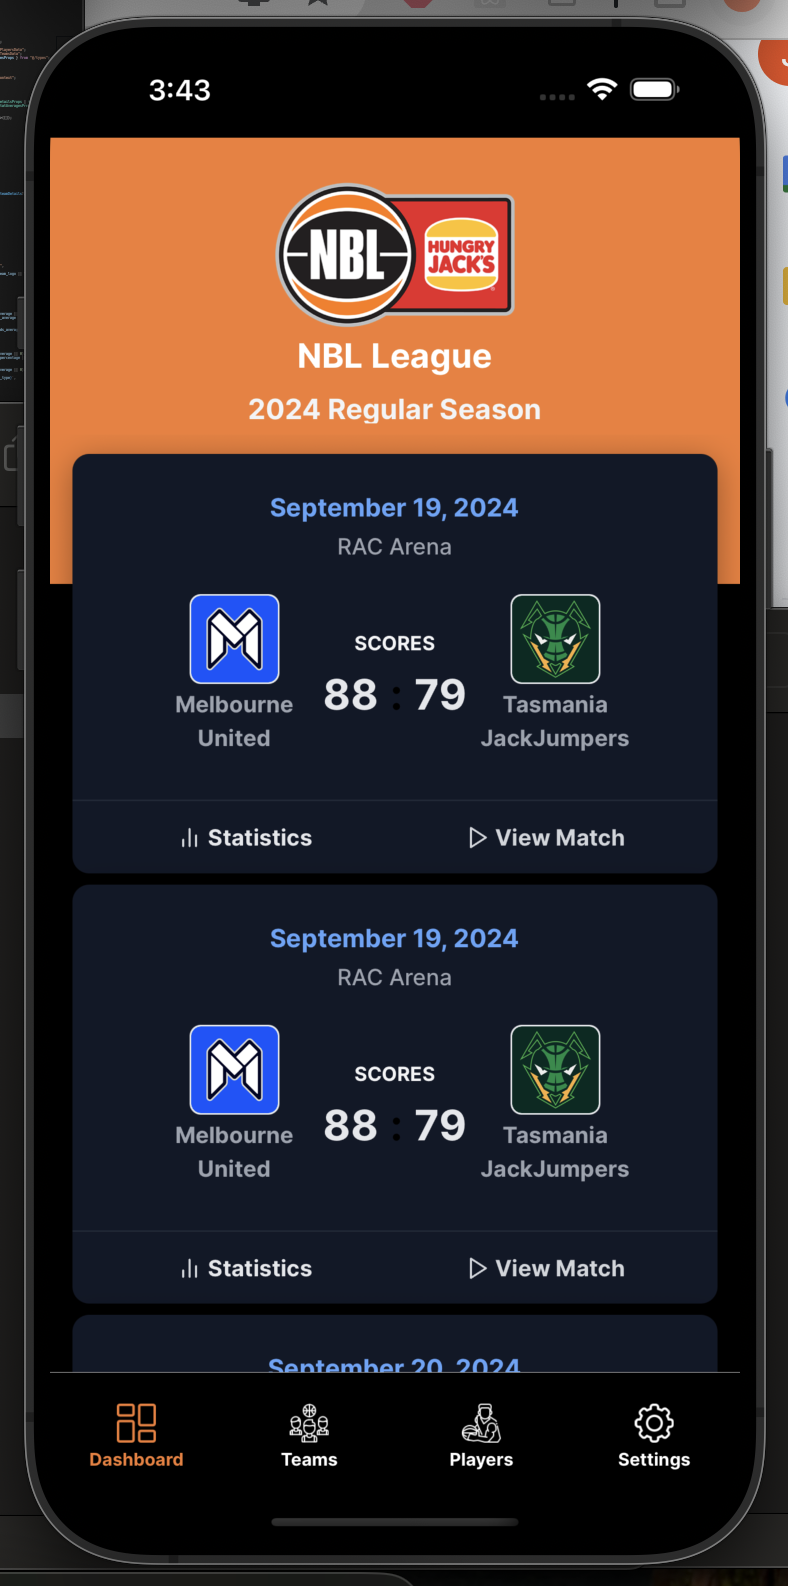 3:43
NBL
HUNGRY
JACK'S
NBL League
2024 Regular Season
September 19, 2024
RAC Arena
SCORES
88 : 79
Melbourne
United
Tasmania
JackJumpers
Statistics
View Match
September 19, 2024
RAC Arena
SCORES
88 : 79
Melbourne
United
Tasmania
JackJumpers
Statistics
View Match
September 20, 2024
Dashboard
Teams
Players
Settings